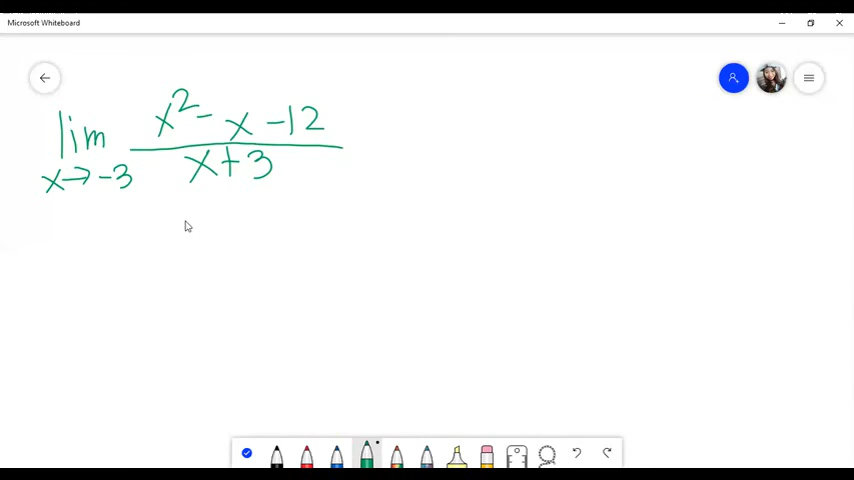 Microsoft Whiteboard
lim x→-3 (x² - x - 12)/(x + 3)